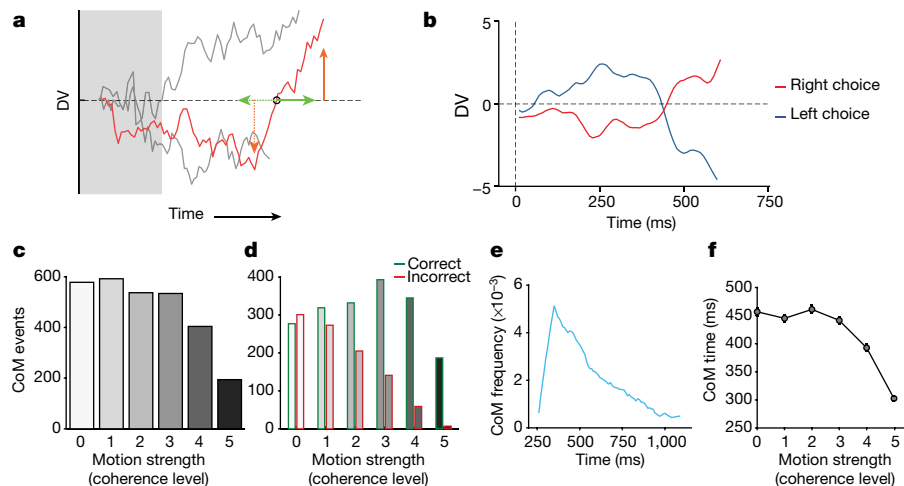 a
DV
Time
b
5
0
−5
DV
0
250
500
750
Time (ms)
Right choice
Left choice
c
600
400
200
0
CoM events
0 1 2 3 4 5
Motion strength
(coherence level)
d
400
300
200
100
0
Correct
Incorrect
0 1 2 3 4 5
Motion strength
(coherence level)
e
6
4
2
0
CoM frequency (×10−3)
250 500 750 1,000
Time (ms)
f
500
450
400
350
300
250
CoM time (ms)
0 1 2 3 4 5
Motion strength
(coherence level)